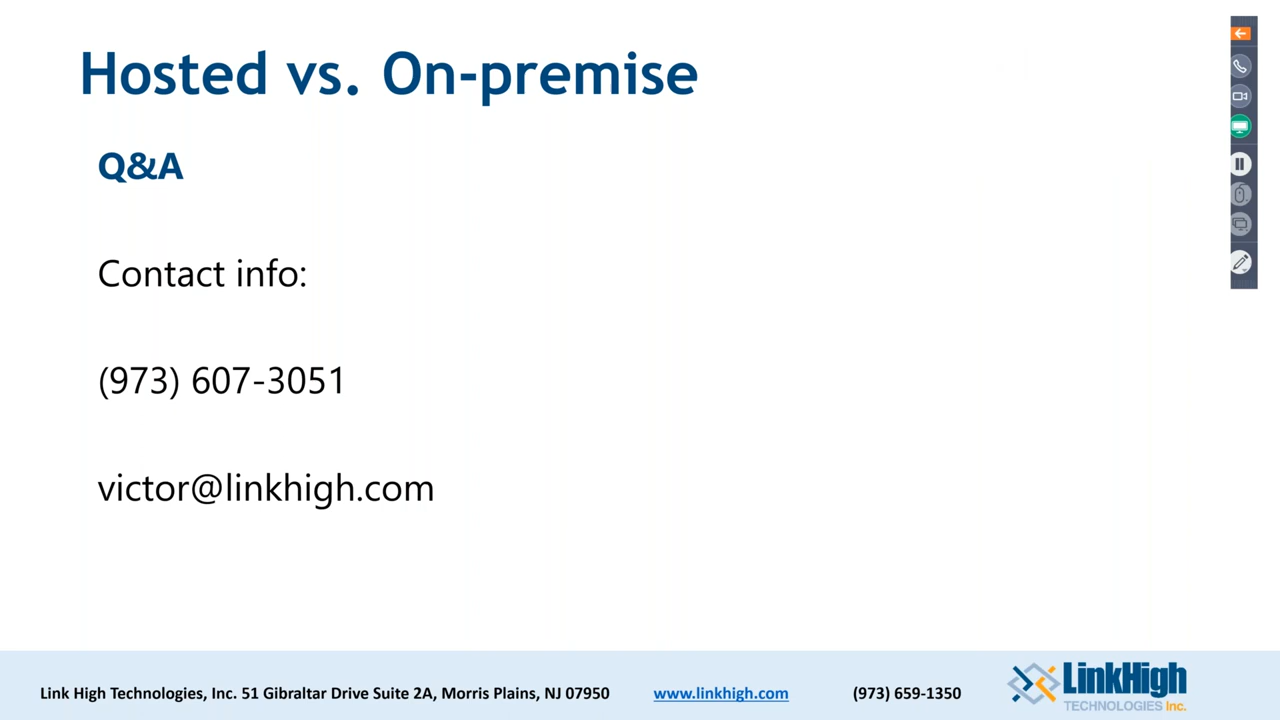 Hosted vs. On-premise
Q&A
Contact info:
(973) 607-3051
victor@linkhigh.com
Link High Technologies, Inc. 51 Gibraltar Drive Suite 2A, Morris Plains, NJ 07950 www.linkhigh.com (973) 659-1350
LinkHigh
TECHNOLOGIES Inc.